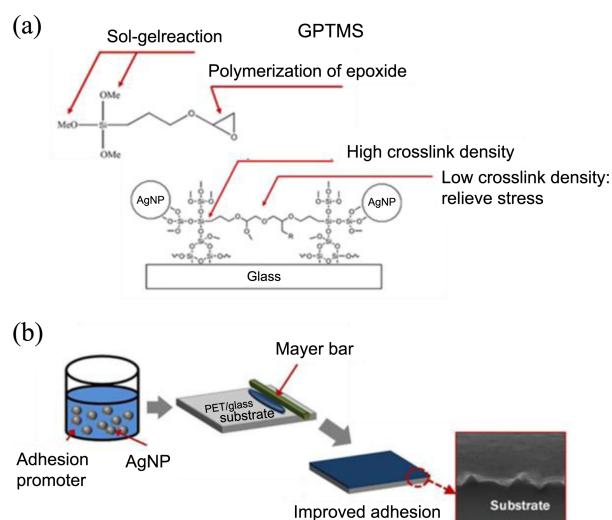 (a)
GPTMS
Sol-gelreaction
Polymerization of epoxide
OMe
MeO
Si
O
O
OMe
High crosslink density
Low crosslink density:
relieve stress
AgNP
AgNP
Glass
(b)
Mayer bar
PET/glass
substrate
Adhesion
promoter
AgNP
Improved adhesion
Substrate